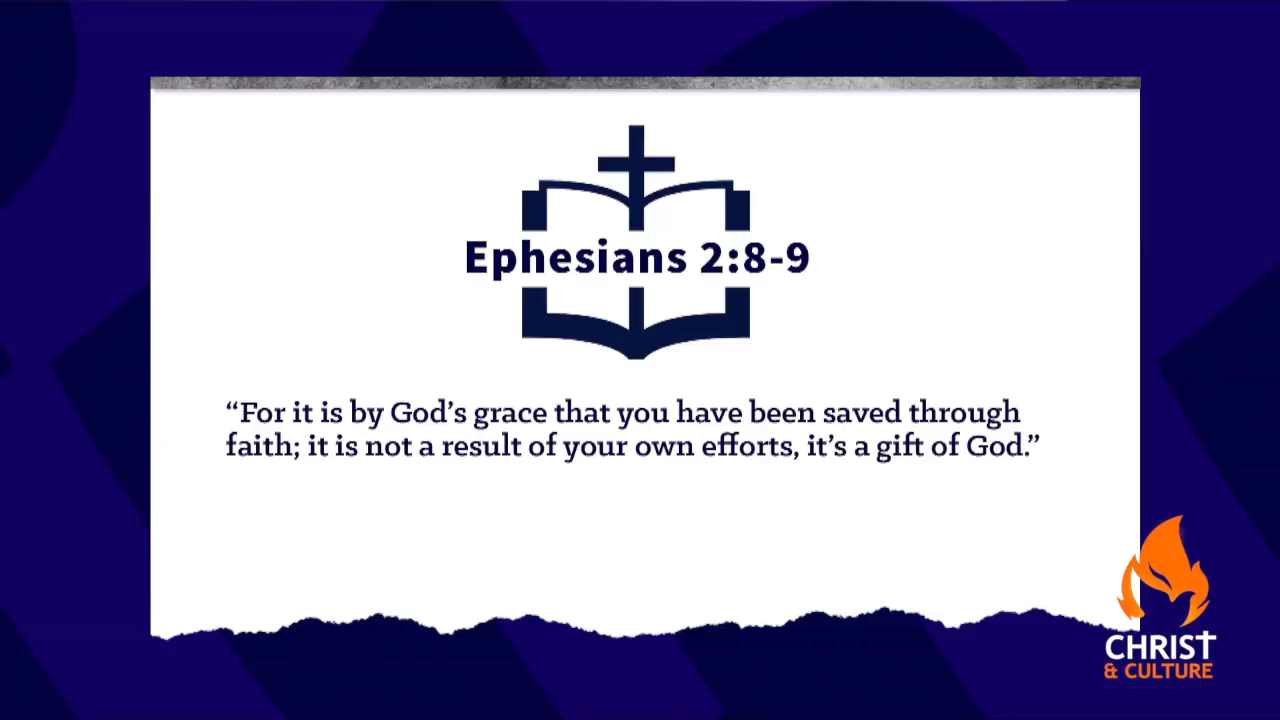 Ephesians 2:8-9
“For it is by God’s grace that you have been saved through
faith; it is not a result of your own efforts, it’s a gift of God.”
CHRIST
& CULTURE